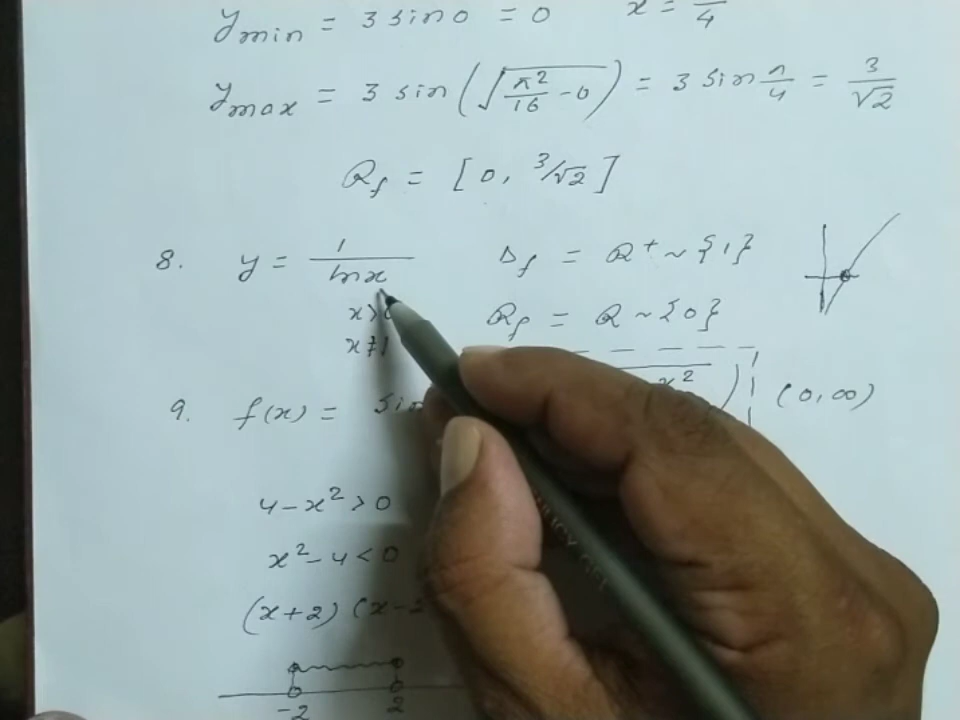 y_min = 3 sin 0 = 0    x = π/4
y_max = 3 sin(√(π²/16 - 0)) = 3 sin π/4 = 3/√2
R_f = [0, 3/√2]
8. y = 1/ln x    D_f = R⁺ ~ {1}
x > 0    R_f = R ~ {0}
x ≠ 1
9. f(x) = sin x² )    (0, ∞)
4 - x² > 0
x² - 4 < 0
(x + 2) (x - 2
-2    2